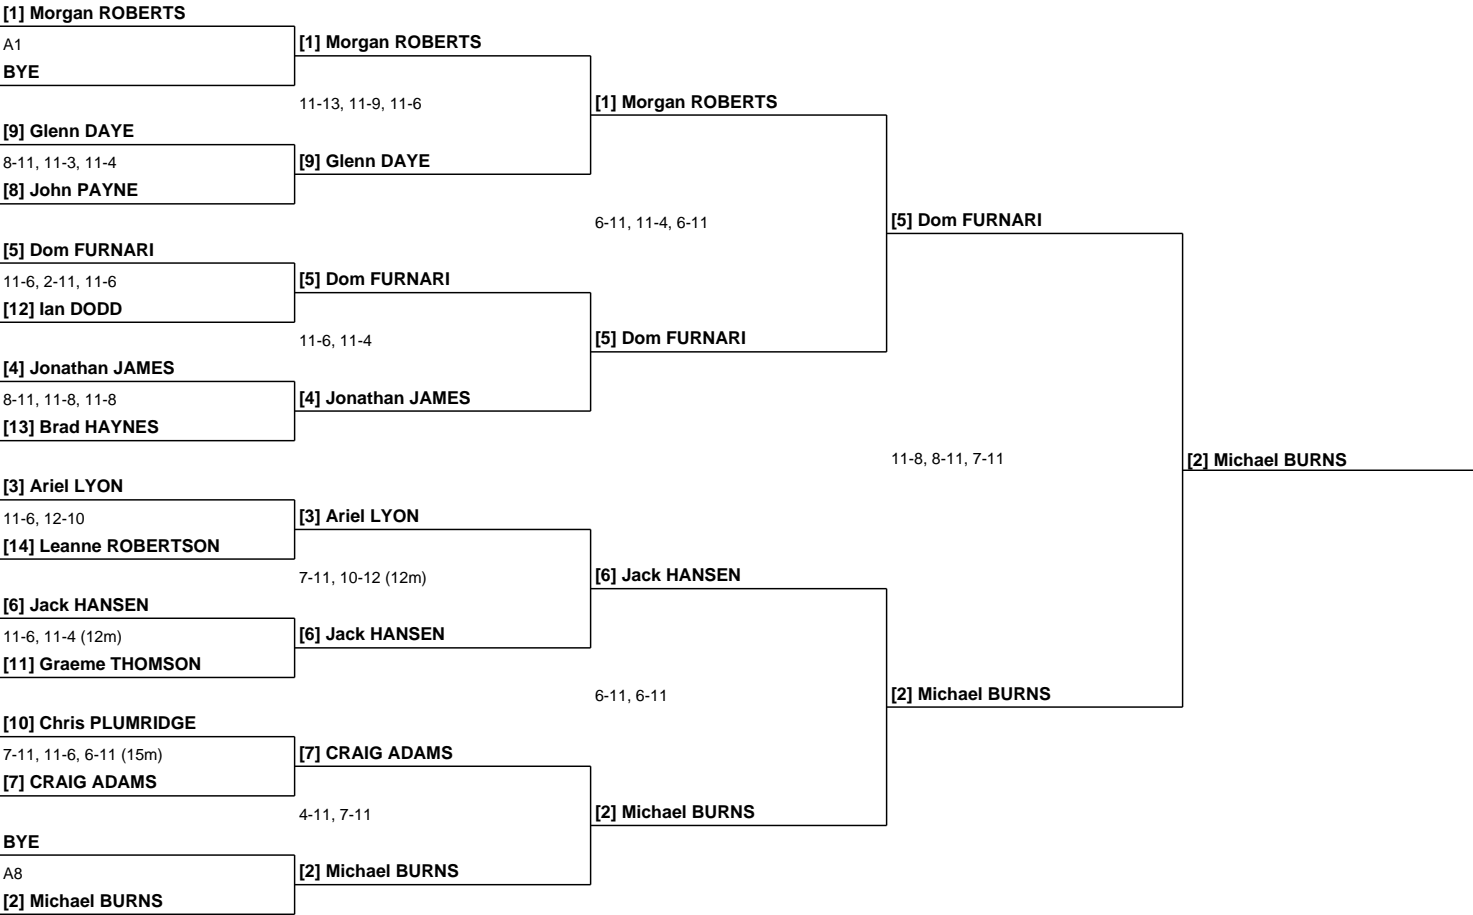 [1] Morgan ROBERTS
A1
BYE
[9] Glenn DAYE
8-11, 11-3, 11-4
[8] John PAYNE
[5] Dom FURNARI
11-6, 2-11, 11-6
[12] Ian DODD
[4] Jonathan JAMES
8-11, 11-8, 11-8
[13] Brad HAYNES
[3] Ariel LYON
11-6, 12-10
[14] Leanne ROBERTSON
[6] Jack HANSEN
11-6, 11-4 (12m)
[11] Graeme THOMSON
[10] Chris PLUMRIDGE
7-11, 11-6, 6-11 (15m)
[7] CRAIG ADAMS
BYE
A8
[2] Michael BURNS
[1] Morgan ROBERTS
11-13, 11-9, 11-6
[9] Glenn DAYE
[5] Dom FURNARI
11-6, 11-4
[4] Jonathan JAMES
[3] Ariel LYON
7-11, 10-12 (12m)
[6] Jack HANSEN
[7] CRAIG ADAMS
4-11, 7-11
[2] Michael BURNS
[1] Morgan ROBERTS
6-11, 11-4, 6-11
[5] Dom FURNARI
[6] Jack HANSEN
6-11, 6-11
[2] Michael BURNS
[5] Dom FURNARI
11-8, 8-11, 7-11
[2] Michael BURNS
[2] Michael BURNS